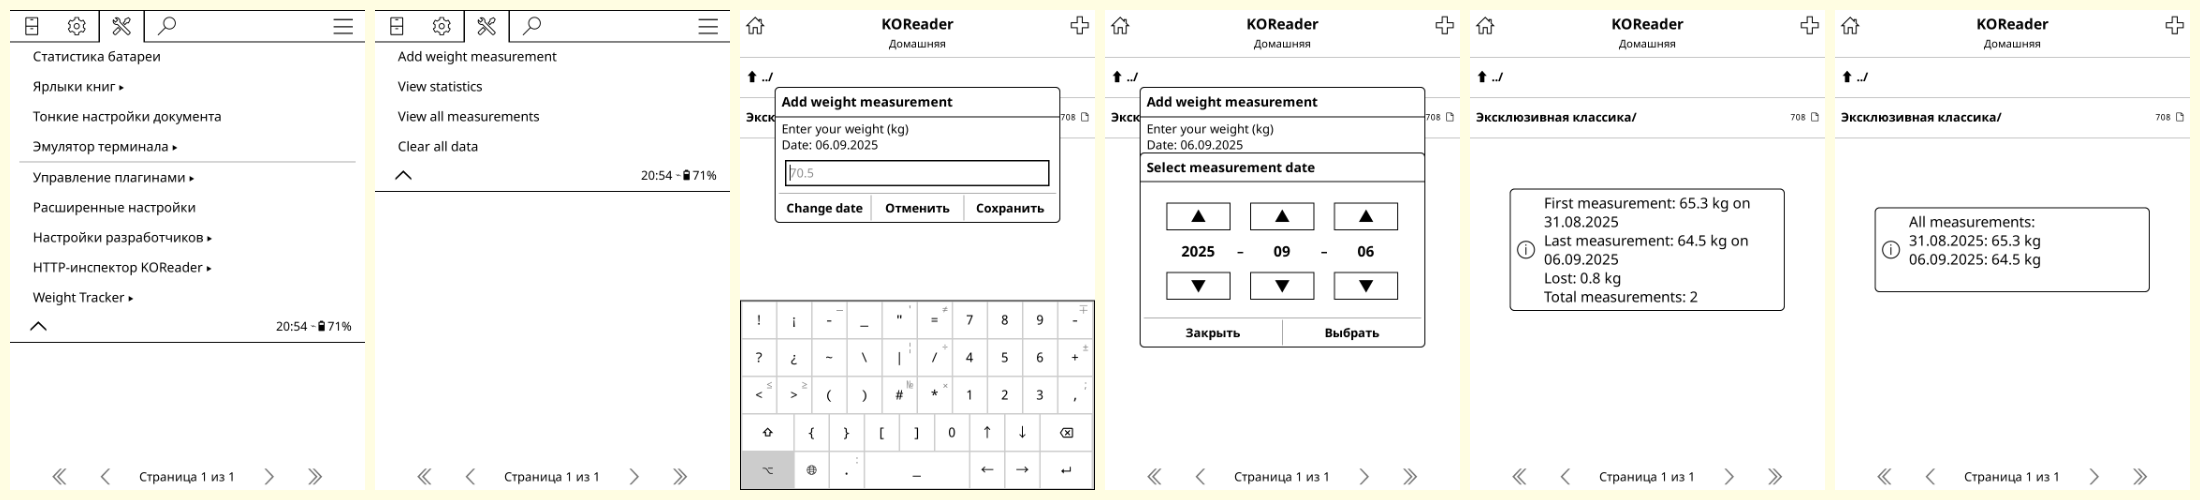 Статистика батареи
Ярлыки книг ▸
Тонкие настройки документа
Эмулятор терминала ▸
Управление плагинами ▸
Расширенные настройки
Настройки разработчиков ▸
HTTP-инспектор KOReader ▸
Weight Tracker ▸
20:54 ~ 71%
Страница 1 из 1
Add weight measurement
View statistics
View all measurements
Clear all data
20:54 ~ 71%
Страница 1 из 1
KOReader
Домашняя
../
Экск
708
Add weight measurement
Enter your weight (kg)
Date: 06.09.2025
70.5
Change date
Отменить
Сохранить
! ¡ - — _ " ' = ≠ 7 8 9 - ∓
? ¿ ~ \ | ¦ / ÷ 4 5 6 + ±
< ≤ > ≥ ( ) # № * × 1 2 3 , ;
{ } [ ] 0 ↑ ↓
. : _ ← → ↵
KOReader
Домашняя
../
Экск
708
Add weight measurement
Enter your weight (kg)
Date: 06.09.2025
Select measurement date
2025 – 09 – 06
Закрыть
Выбрать
Страница 1 из 1
KOReader
Домашняя
../
Эксклюзивная классика/
708
First measurement: 65.3 kg on
31.08.2025
Last measurement: 64.5 kg on
06.09.2025
Lost: 0.8 kg
Total measurements: 2
Страница 1 из 1
KOReader
Домашняя
../
Эксклюзивная классика/
708
All measurements:
31.08.2025: 65.3 kg
06.09.2025: 64.5 kg
Страница 1 из 1